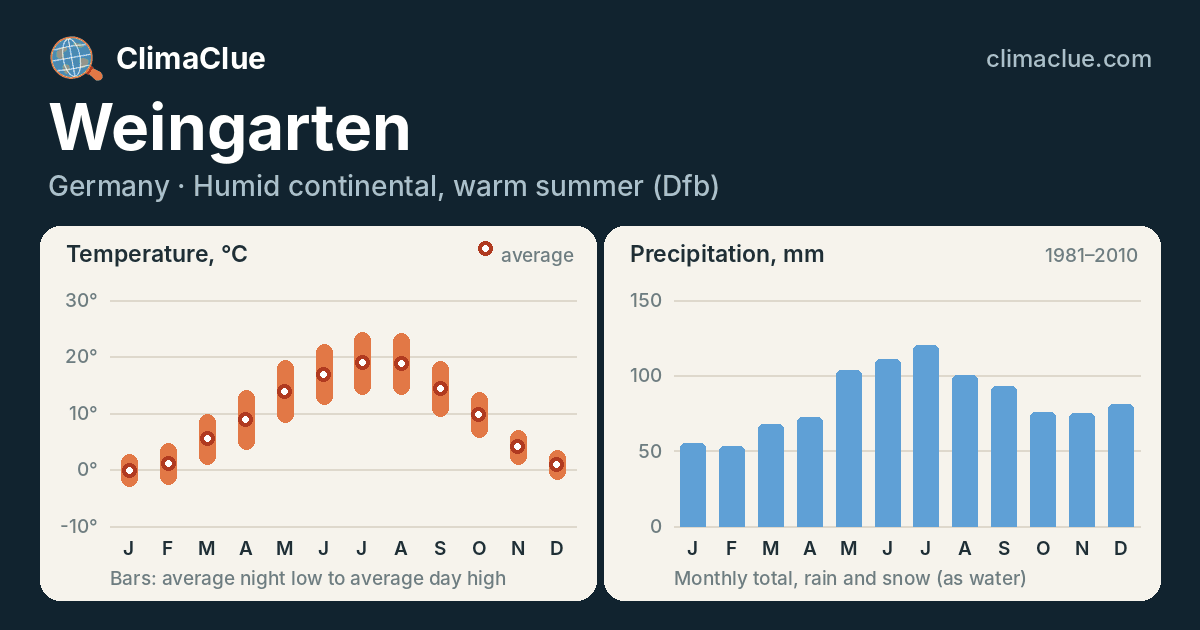 ClimaClue
climaclue.com
Weingarten
Germany · Humid continental, warm summer (Dfb)
Temperature, °C
average
30°
20°
10°
0°
-10°
J F M A M J J A S O N D
Bars: average night low to average day high
Precipitation, mm
1981–2010
150
100
50
0
J F M A M J J A S O N D
Monthly total, rain and snow (as water)